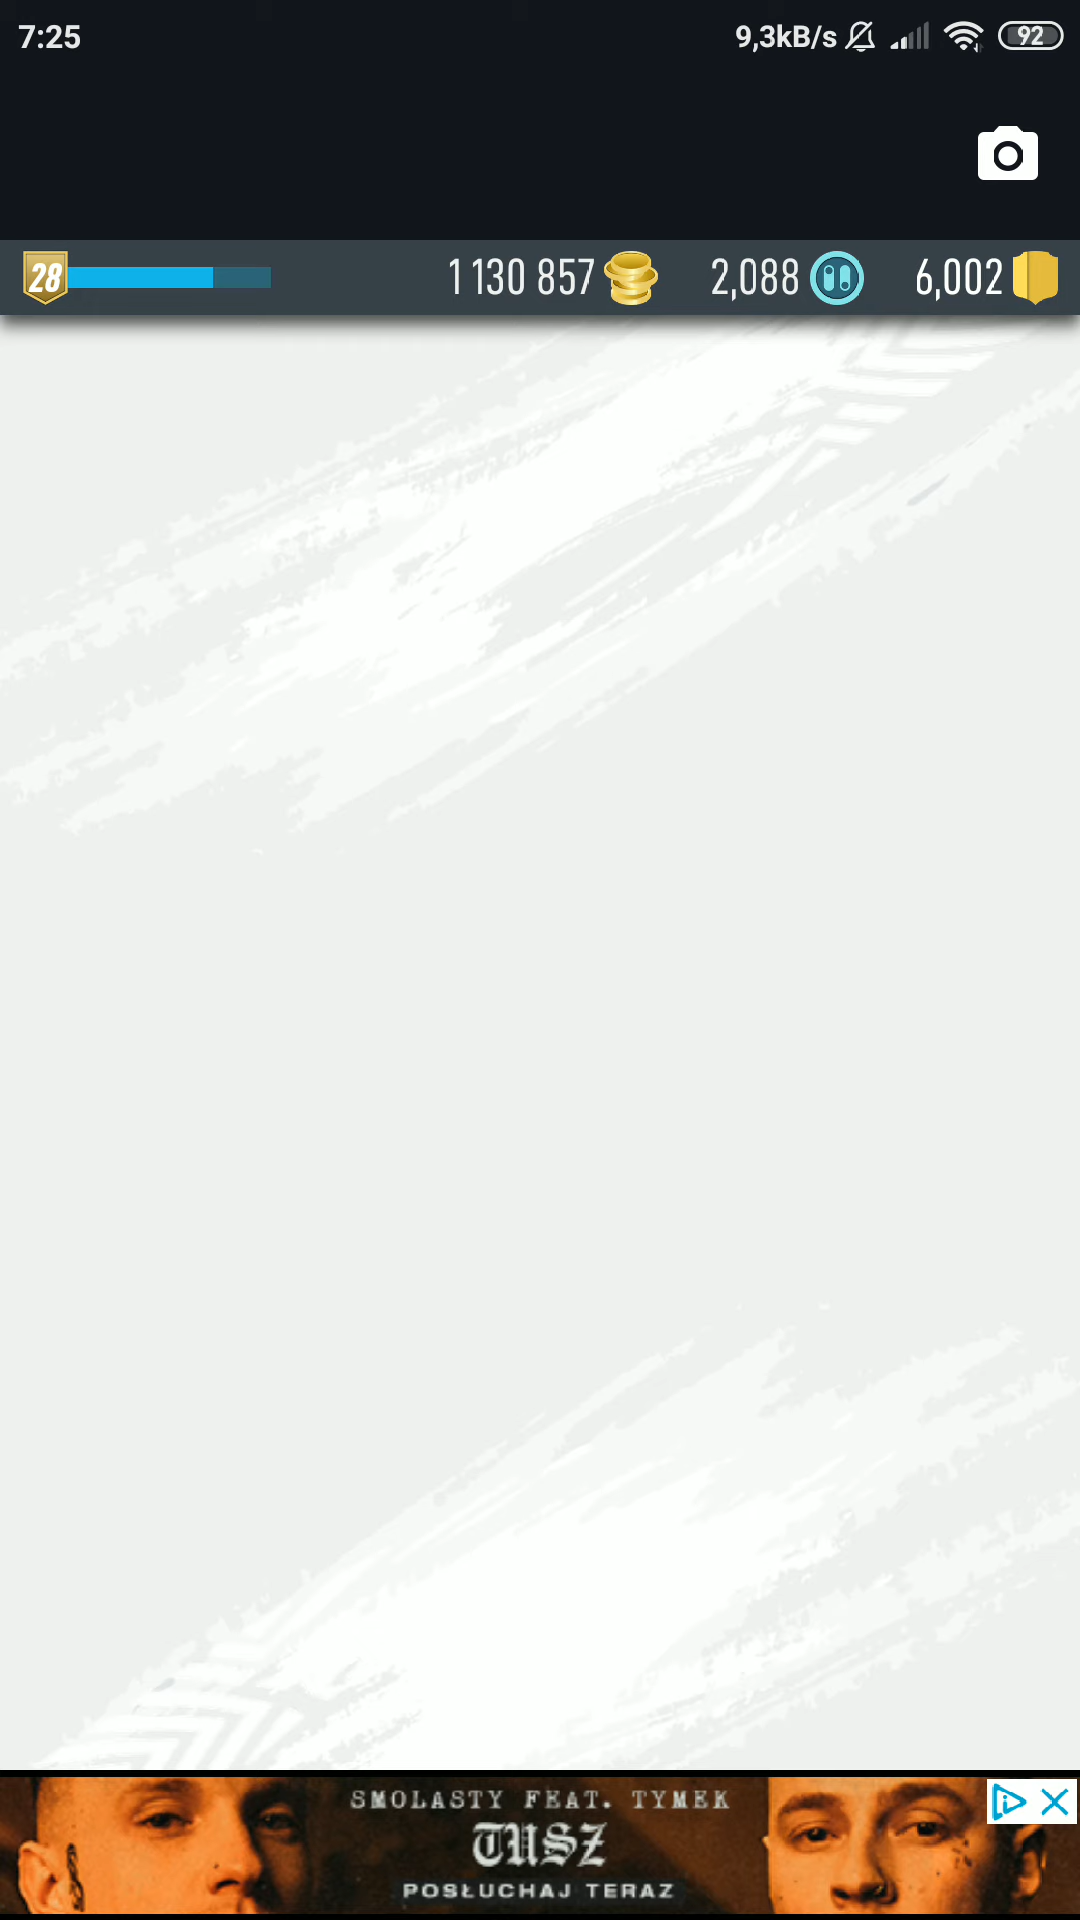 7:25 9,3kB/s 92
28 1 130 857 2,088 6,002
SMOLASTY FEAT. TYMEK
TUSZ
POSŁUCHAJ TERAZ